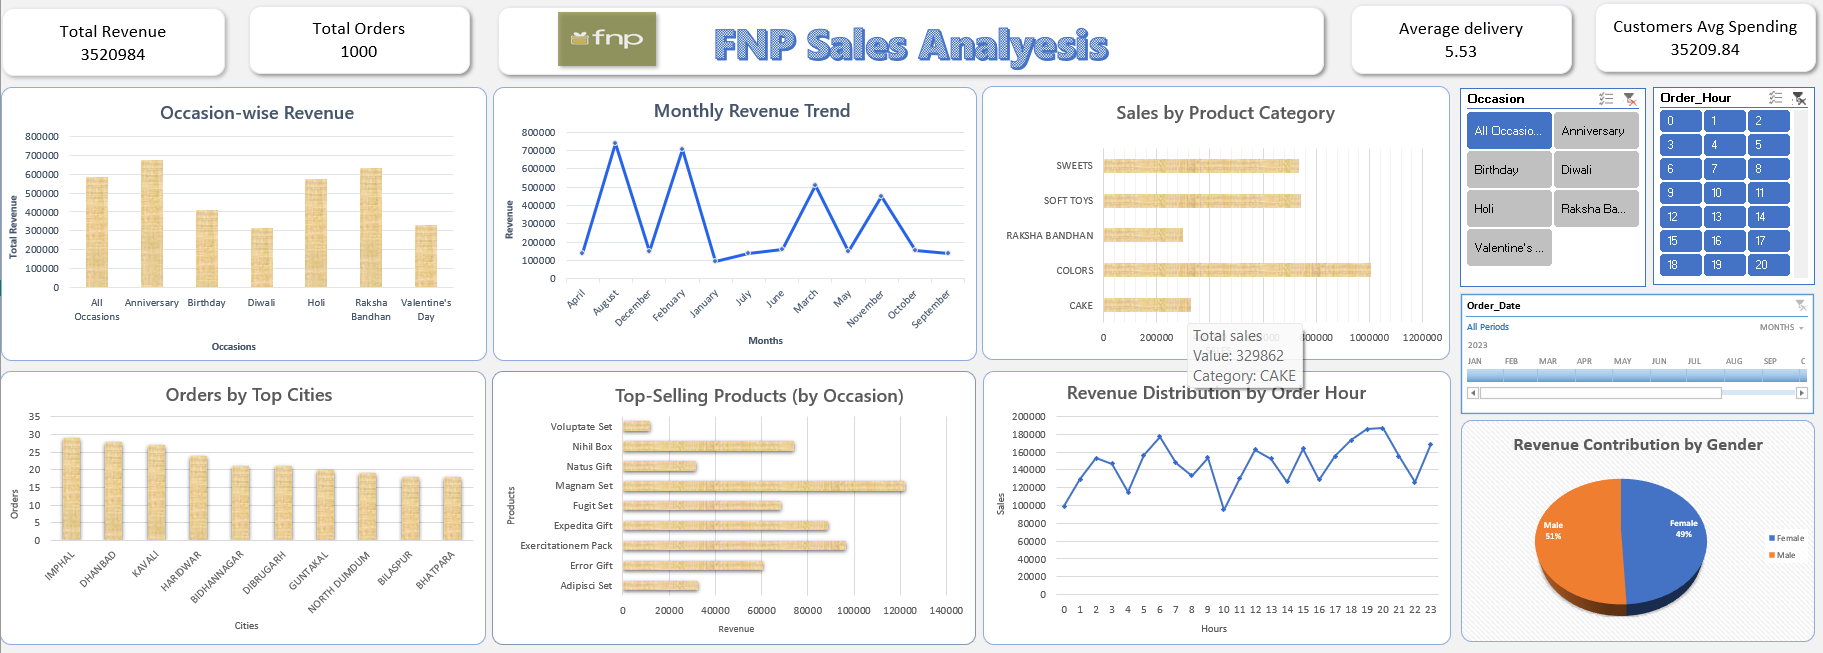 Total Revenue
3520984
Total Orders
1000
fnp
FNP Sales Analyesis
Average delivery
5.53
Customers Avg Spending
35209.84
Occasion-wise Revenue
800000
700000
600000
500000
400000
300000
200000
100000
0
Total Revenue
All Occasions
Anniversary
Birthday
Diwali
Holi
Raksha Bandhan
Valentine's Day
Occasions
Monthly Revenue Trend
800000
700000
600000
500000
400000
300000
200000
100000
0
Revenue
April
August
December
February
January
July
June
March
May
November
October
September
Months
Sales by Product Category
SWEETS
SOFT TOYS
RAKSHA BANDHAN
COLORS
CAKE
0
200000
800000
1000000
1200000
Total sales
Value: 329862
Category: CAKE
Occasion
All Occasio...
Anniversary
Birthday
Diwali
Holi
Raksha Ba...
Valentine's ...
Order_Hour
0 1 2
3 4 5
6 7 8
9 10 11
12 13 14
15 16 17
18 19 20
Order_Date
All Periods
MONTHS
2023
JAN FEB MAR APR MAY JUN JUL AUG SEP
Orders by Top Cities
35
30
25
20
15
10
5
0
Orders
IMPHAL
DHANBAD
KAVALI
HARIDWAR
BIDHANNAGAR
DIBRUGARH
GUNTAKAL
NORTH DUMDUM
BILASPUR
BHATPARA
Cities
Top-Selling Products (by Occasion)
Products
Voluptate Set
Nihil Box
Natus Gift
Magnam Set
Fugit Set
Expedita Gift
Exercitationem Pack
Error Gift
Adipisci Set
0 20000 40000 60000 80000 100000 120000 140000
Revenue
Revenue Distribution by Order Hour
200000
180000
160000
140000
120000
100000
80000
60000
40000
20000
0
Sales
0 1 2 3 4 5 6 7 8 9 10 11 12 13 14 15 16 17 18 19 20 21 22 23
Hours
Revenue Contribution by Gender
Male
51%
Female
49%
Female
Male